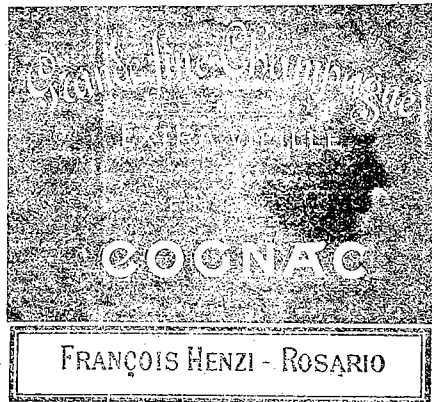 Grande fine Champagne
EXTRA VIEILLE
COGNAC
FRANÇOIS HENZI - ROSARIO